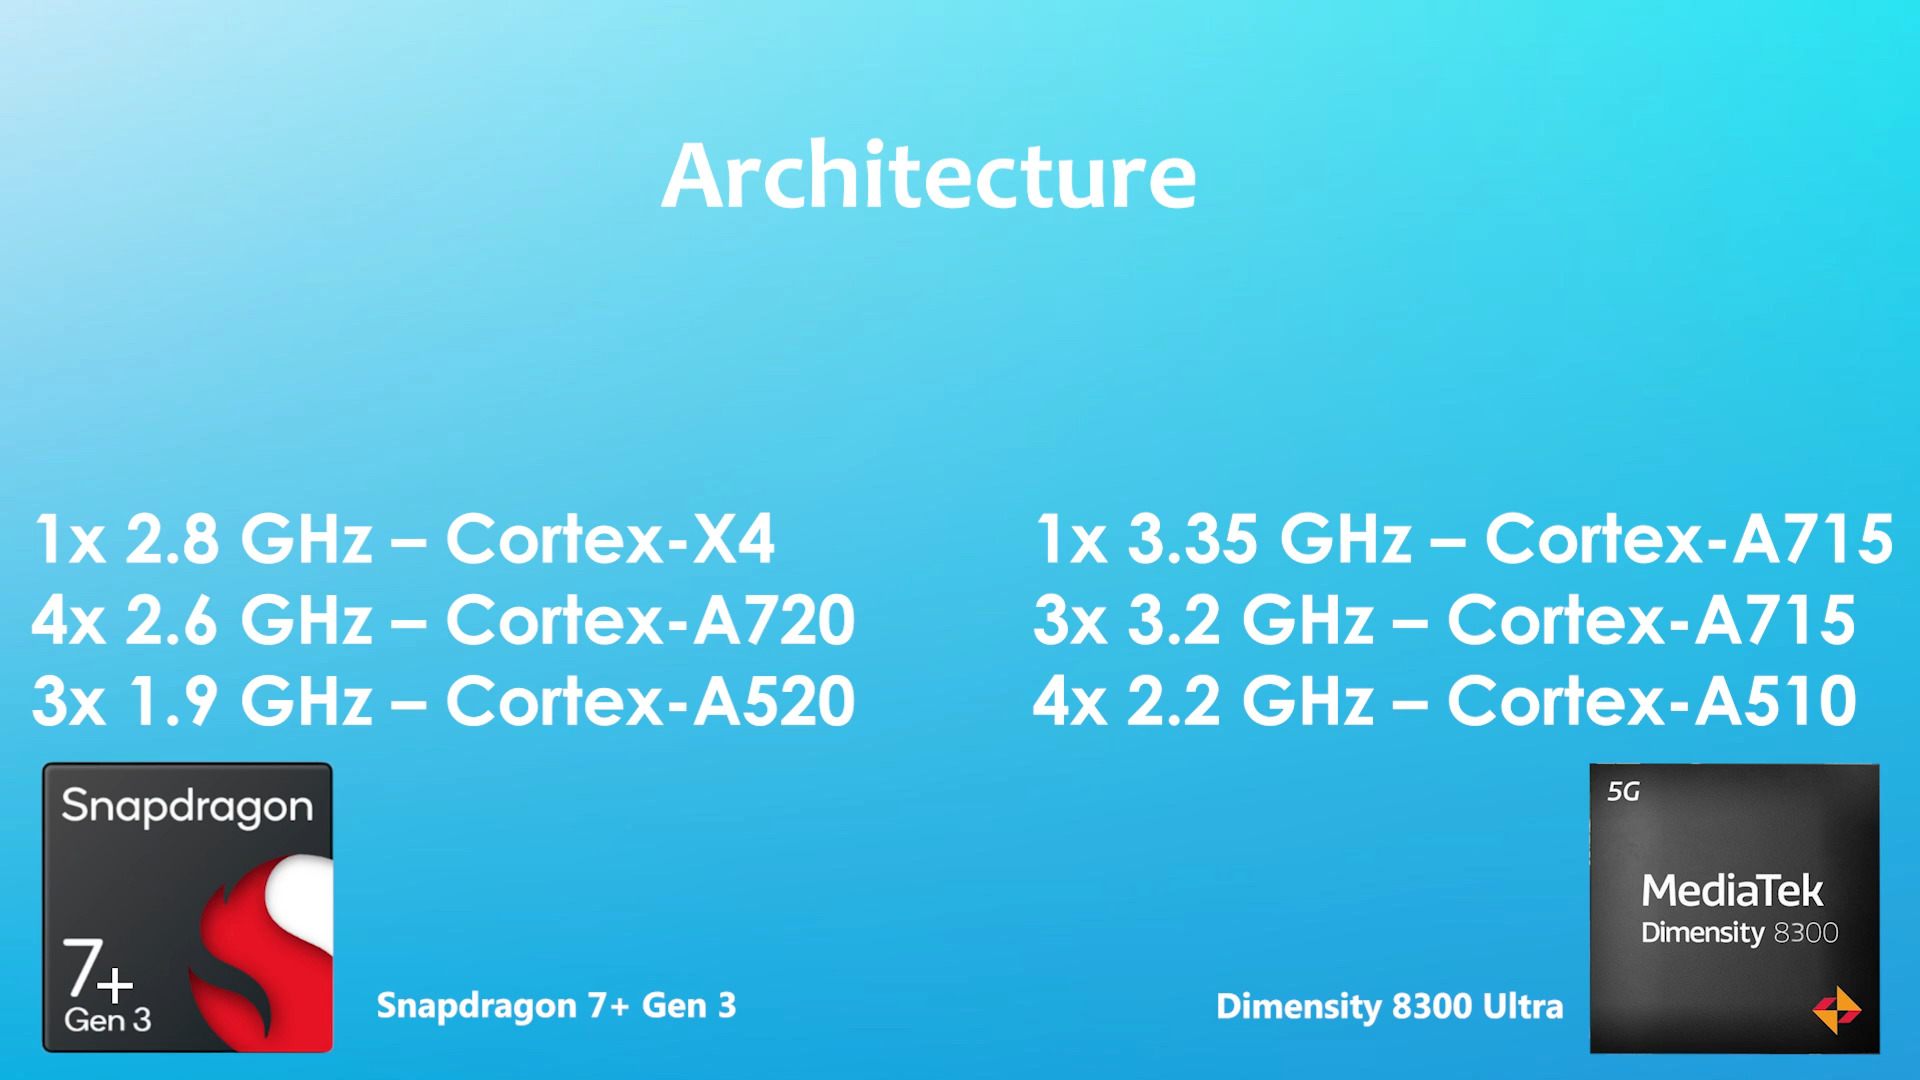 Architecture
1x 2.8 GHz – Cortex-X4
4x 2.6 GHz – Cortex-A720
3x 1.9 GHz – Cortex-A520
1x 3.35 GHz – Cortex-A715
3x 3.2 GHz – Cortex-A715
4x 2.2 GHz – Cortex-A510
Snapdragon
7+
Gen 3
Snapdragon 7+ Gen 3
Dimensity 8300 Ultra
5G
MediaTek
Dimensity 8300